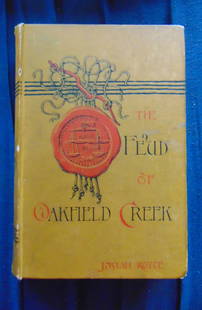 THE
FEUD
OF
OAKFIELD CREEK
JOSIAH ROYCE